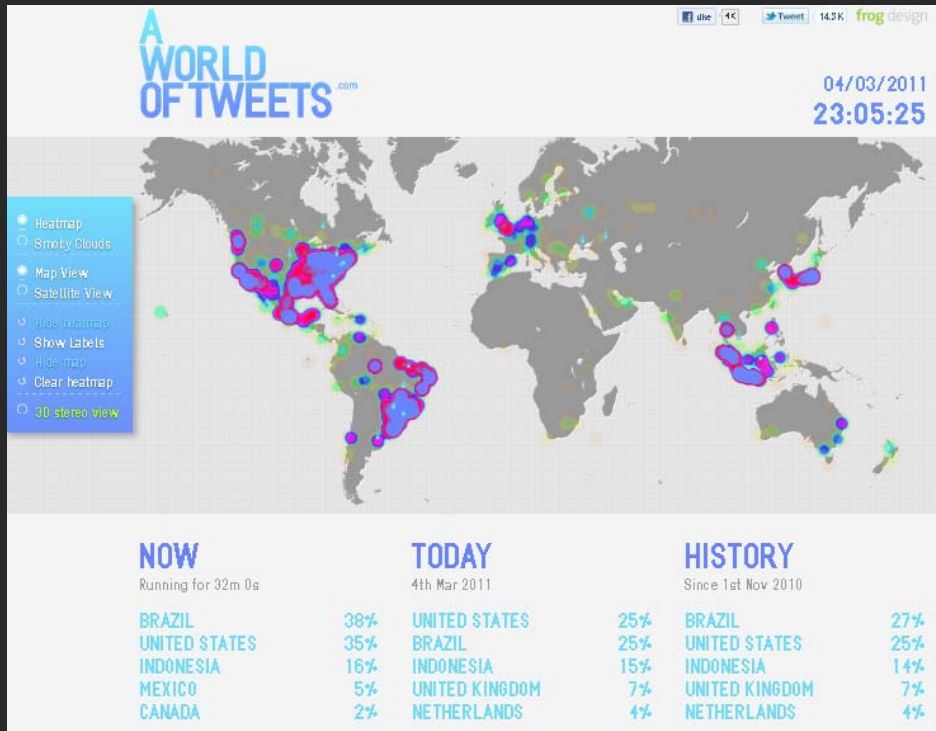 A
WORLD
OF TWEETS .com
like 4K Tweet 14.3K frog design
04/03/2011
23:05:25
Heatmap
Smoky Clouds
Map View
Satellite View
Hide heatmap
Show Labels
Hide map
Clear heatmap
3D stereo view
NOW
Running for 32m 0s
BRAZIL 38%
UNITED STATES 35%
INDONESIA 16%
MEXICO 5%
CANADA 2%
TODAY
4th Mar 2011
UNITED STATES 25%
BRAZIL 25%
INDONESIA 15%
UNITED KINGDOM 7%
NETHERLANDS 4%
HISTORY
Since 1st Nov 2010
BRAZIL 27%
UNITED STATES 25%
INDONESIA 14%
UNITED KINGDOM 7%
NETHERLANDS 4%